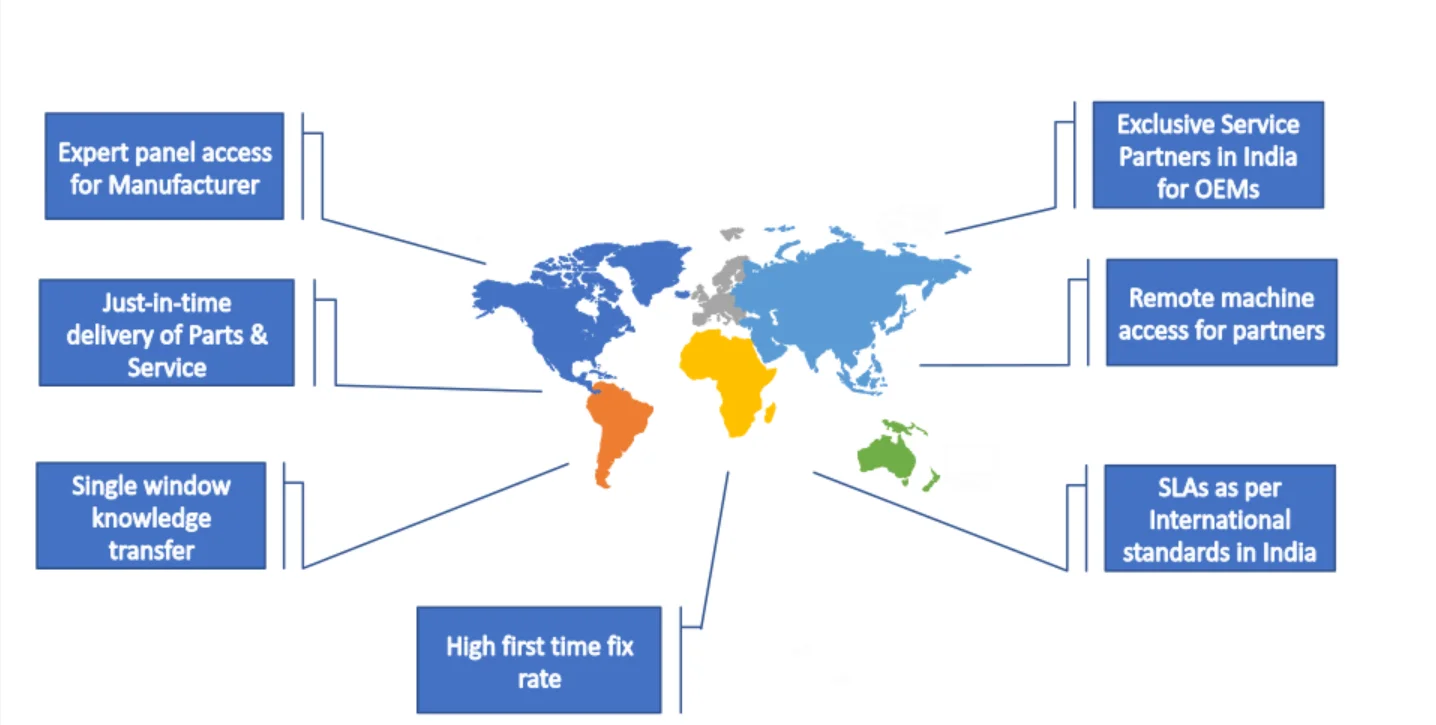 Expert panel access
for Manufacturer
Just-in-time
delivery of Parts &
Service
Single window
knowledge
transfer
High first time fix
rate
Exclusive Service
Partners in India
for OEMs
Remote machine
access for partners
SLAs as per
International
standards in India